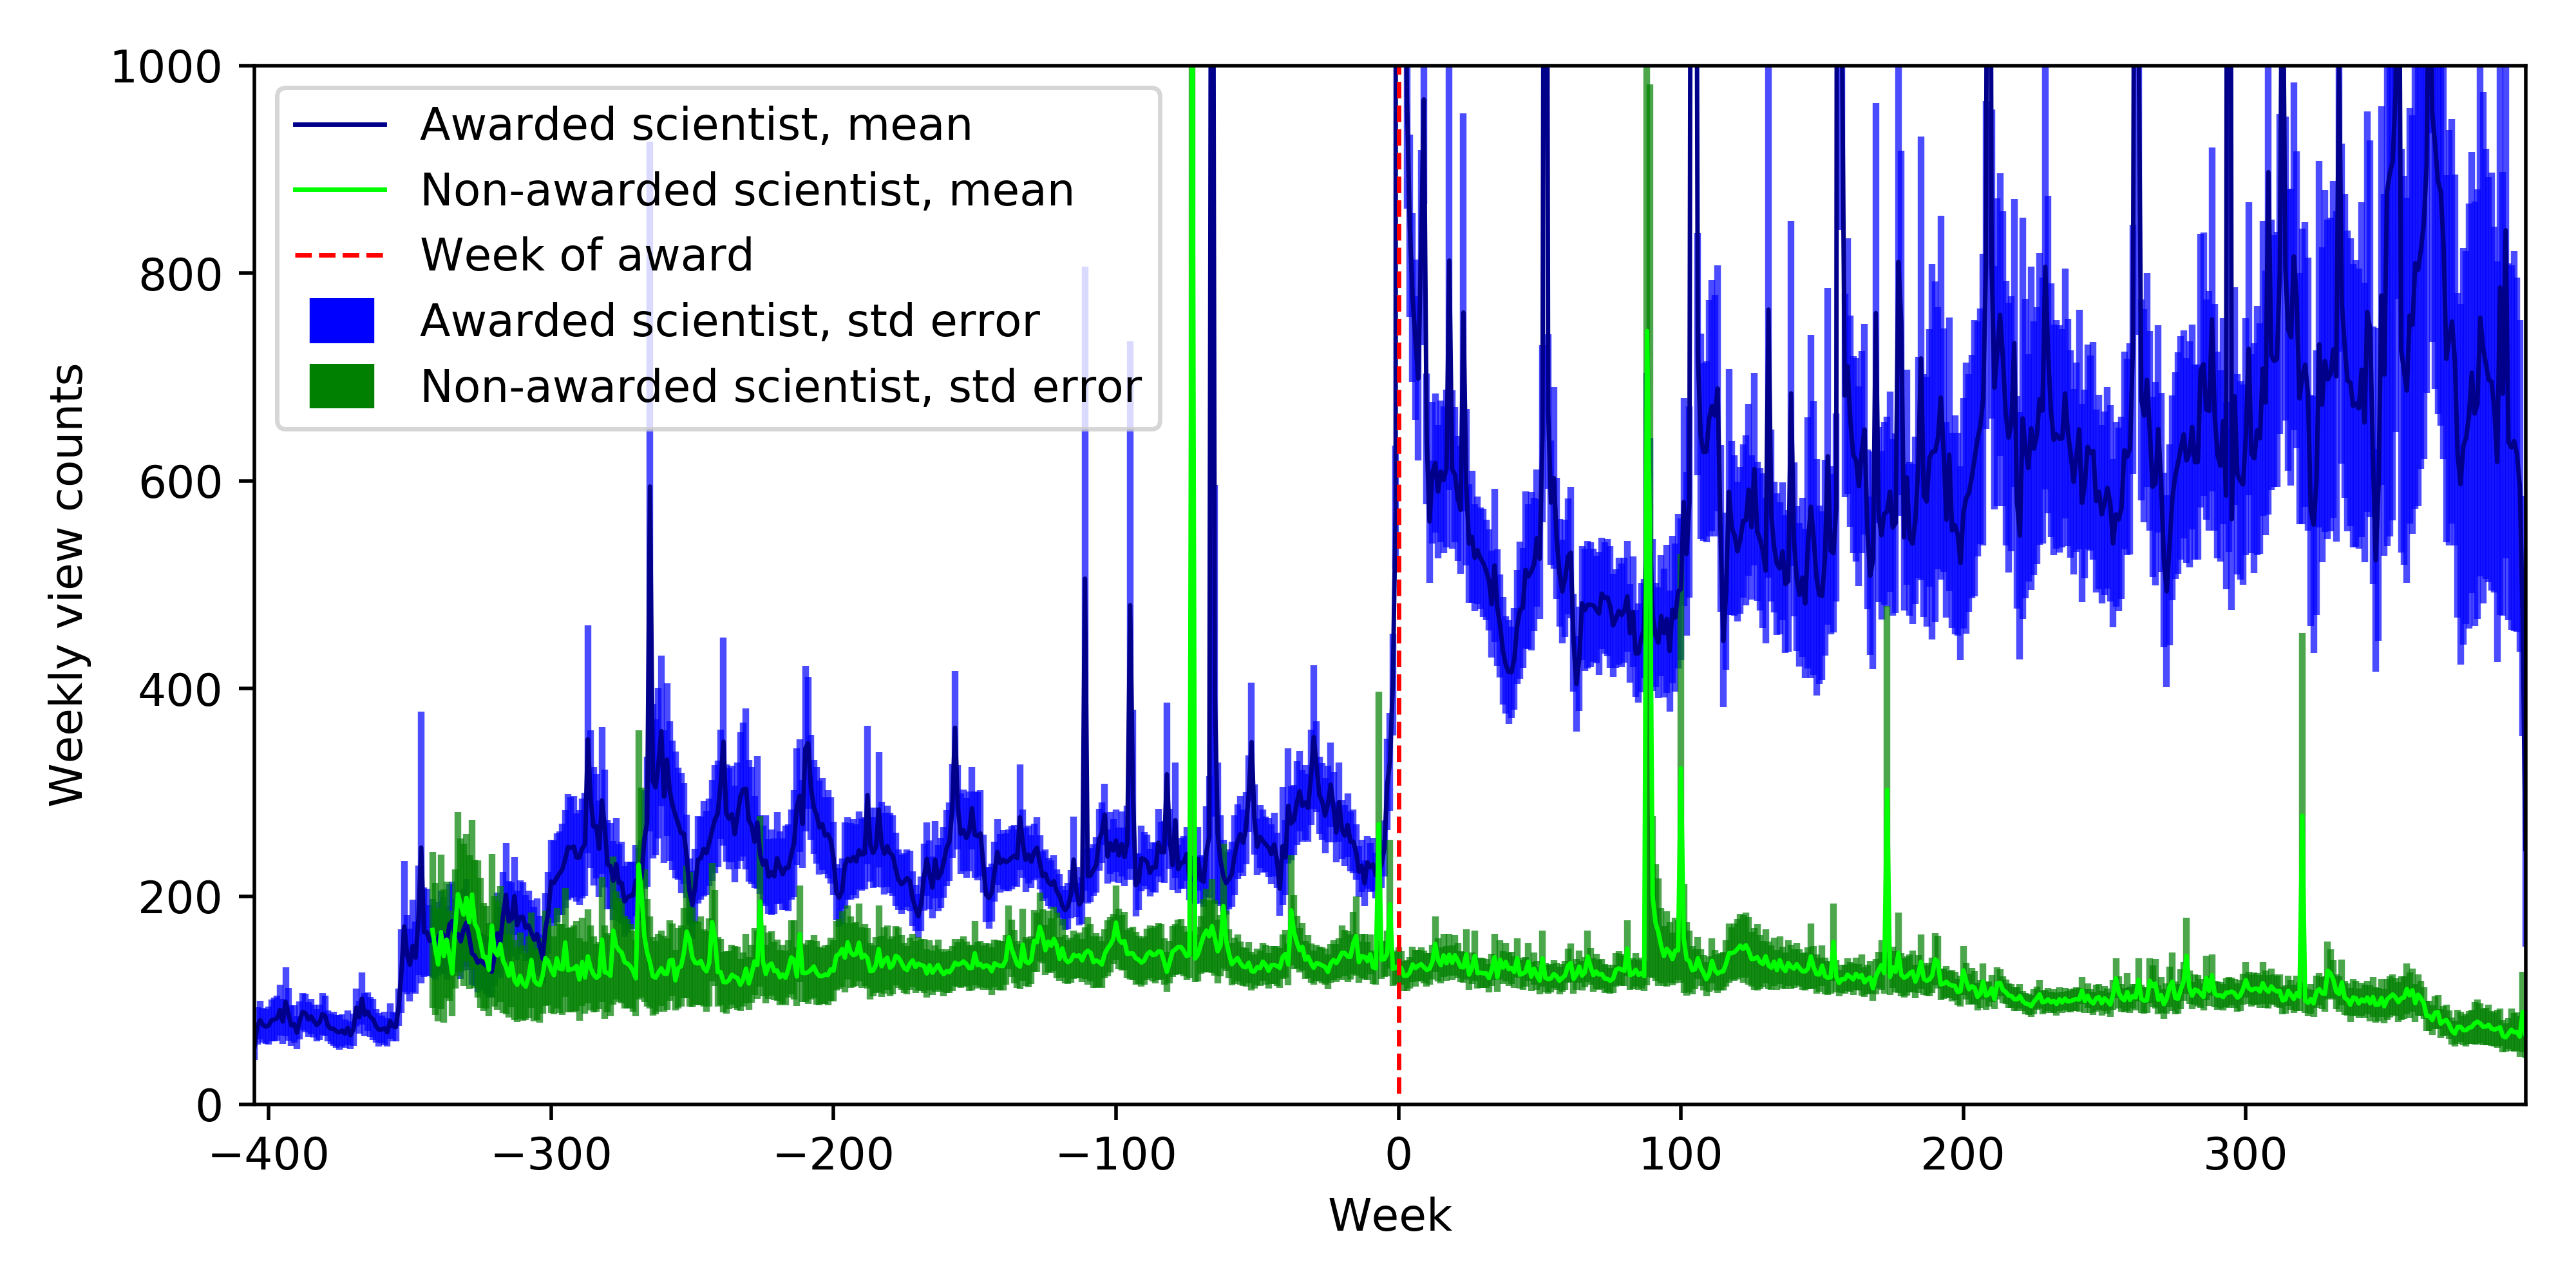 1000
800
600
400
200
0
Weekly view counts
Awarded scientist, mean
Non-awarded scientist, mean
Week of award
Awarded scientist, std error
Non-awarded scientist, std error
−400 −300 −200 −100 0 100 200 300
Week